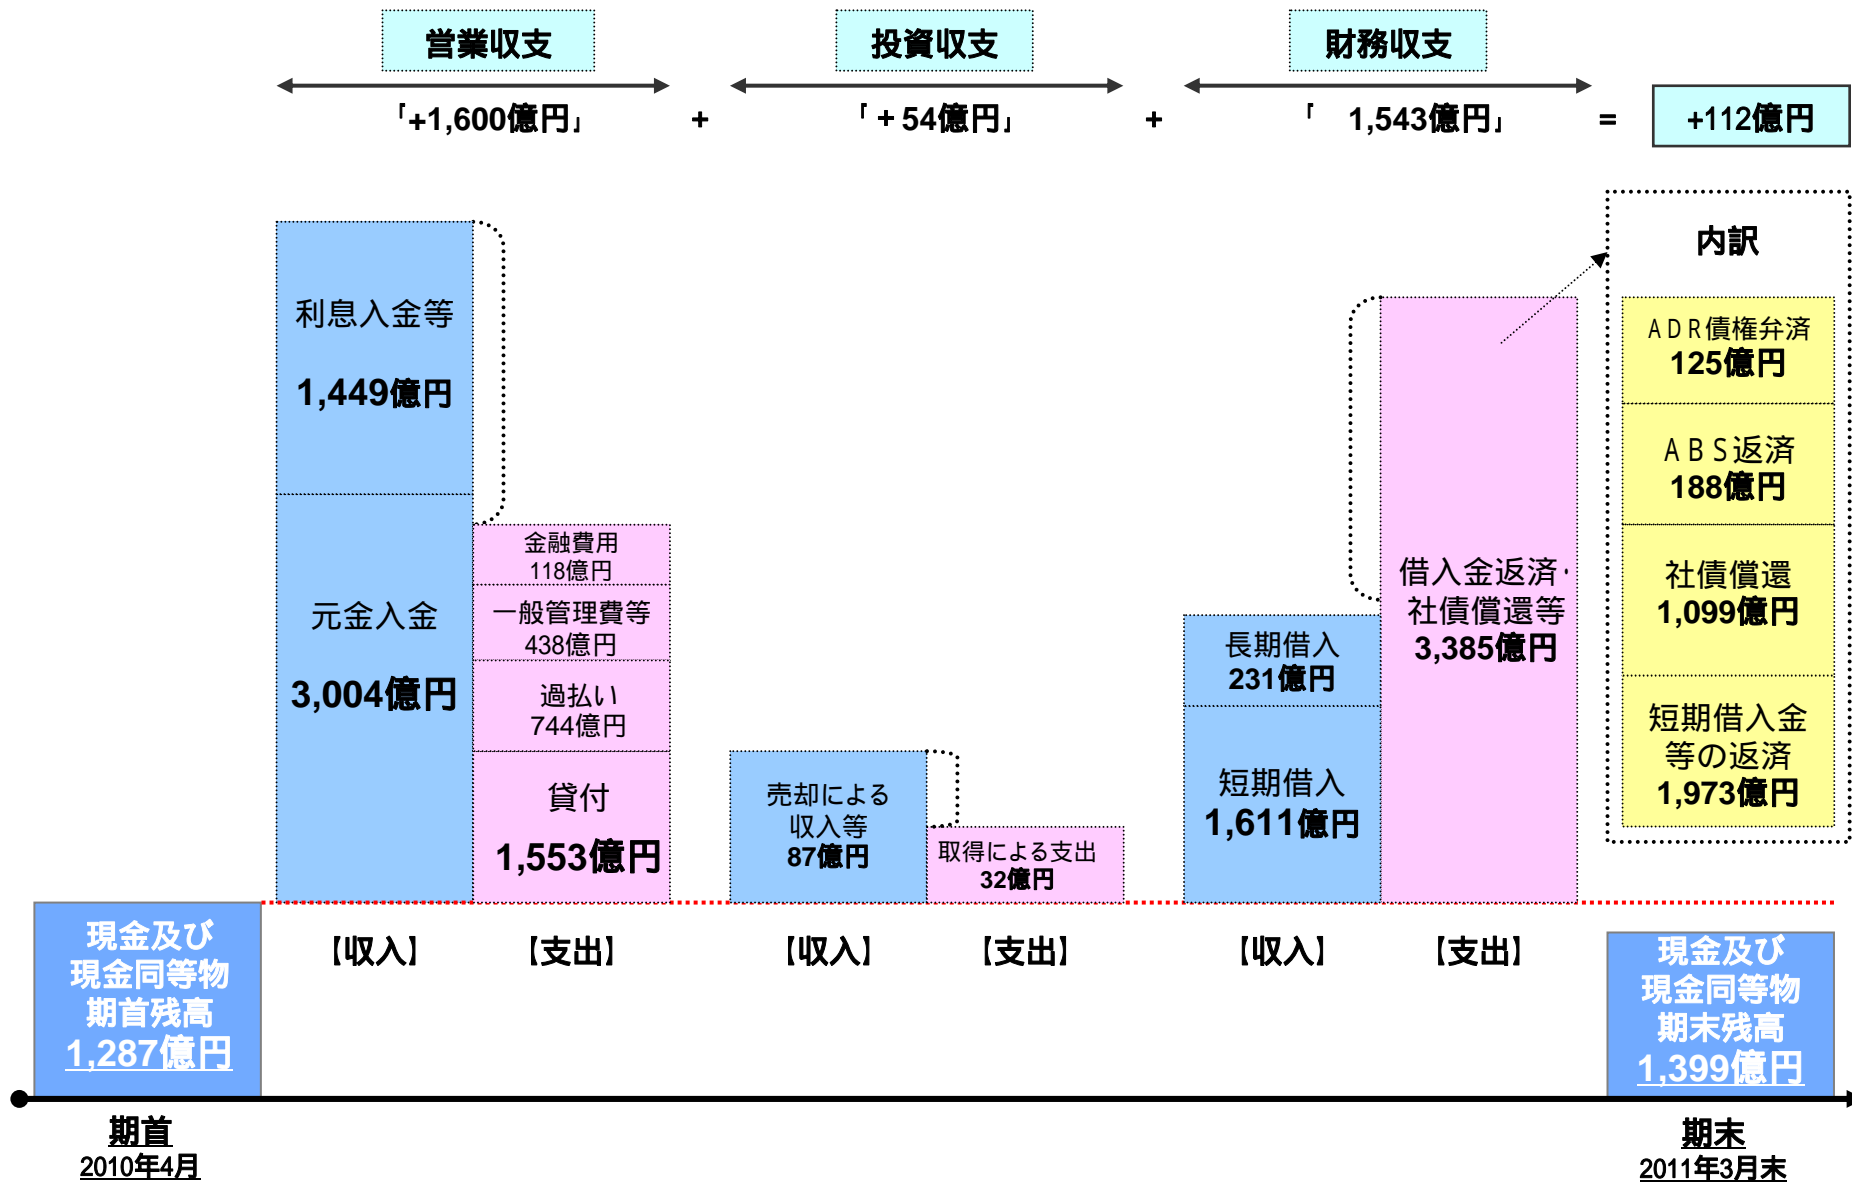 営業収支
投資収支
財務収支
｢+1,600億円｣
+
｢＋54億円｣
+
｢　1,543億円｣
=
+112億円
利息入金等
1,449億円
元金入金
3,004億円
金融費用
118億円
一般管理費等
438億円
過払い
744億円
貸付
1,553億円
売却による
収入等
87億円
取得による支出
32億円
長期借入
231億円
短期借入
1,611億円
借入金返済・
社債償還等
3,385億円
内訳
ＡＤＲ債権弁済
125億円
ＡＢＳ返済
188億円
社債償還
1,099億円
短期借入金
等の返済
1,973億円
【収入】
【支出】
【収入】
【支出】
【収入】
【支出】
現金及び
現金同等物
期首残高
1,287億円
現金及び
現金同等物
期末残高
1,399億円
期首
2010年4月
期末
2011年3月末